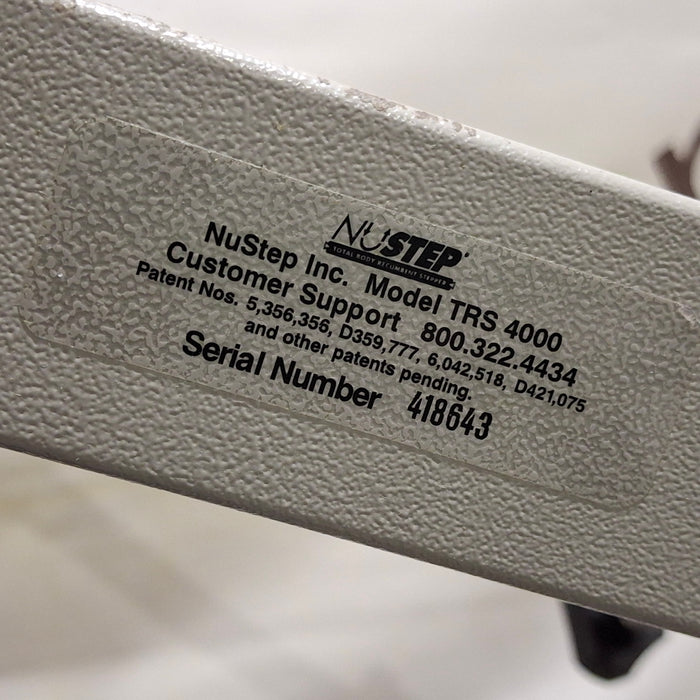 NUSTEP
TOTAL BODY RECUMBENT STEPPER
NuStep Inc. Model TRS 4000
Customer Support 800.322.4434
Patent Nos. 5,356,356, D359,777, 6,042,518, D421,075
and other patents pending.
Serial Number 418643